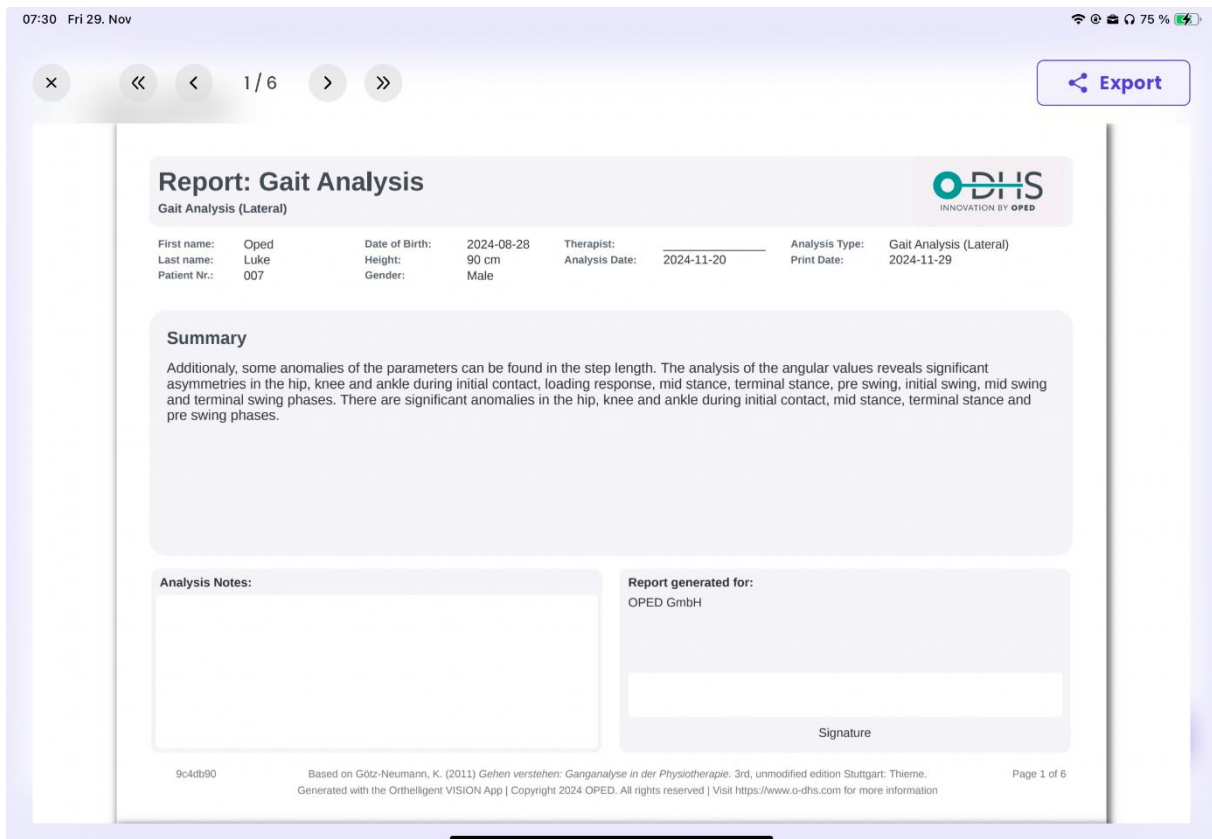 07:30 Fri 29. Nov
75 %
1 / 6
Export
Report: Gait Analysis
Gait Analysis (Lateral)
O-DHS
INNOVATION BY OPED
First name: Oped Date of Birth: 2024-08-28 Therapist: Analysis Type: Gait Analysis (Lateral)
Last name: Luke Height: 90 cm Analysis Date: 2024-11-20 Print Date: 2024-11-29
Patient Nr.: 007 Gender: Male
Summary
Additionaly, some anomalies of the parameters can be found in the step length. The analysis of the angular values reveals significant
asymmetries in the hip, knee and ankle during initial contact, loading response, mid stance, terminal stance, pre swing, initial swing, mid swing
and terminal swing phases. There are significant anomalies in the hip, knee and ankle during initial contact, mid stance, terminal stance and
pre swing phases.
Analysis Notes:
Report generated for:
OPED GmbH
Signature
9c4db90 Based on Götz-Neumann, K. (2011) Gehen verstehen: Ganganalyse in der Physiotherapie. 3rd, unmodified edition Stuttgart: Thieme. Page 1 of 6
Generated with the Orthelligent VISION App | Copyright 2024 OPED. All rights reserved | Visit https://www.o-dhs.com for more information